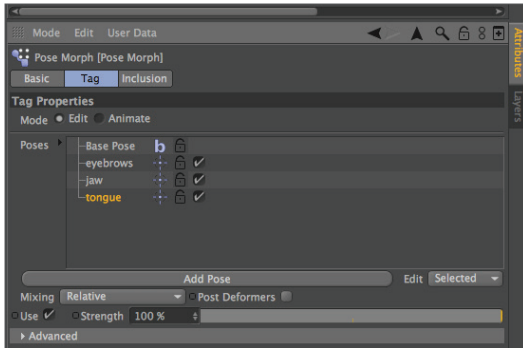 Mode Edit User Data
Pose Morph [Pose Morph]
Basic Tag Inclusion
Tag Properties
Mode Edit Animate
Poses Base Pose b
eyebrows
jaw
tongue
Add Pose Edit Selected
Mixing Relative Post Deformers
Use Strength 100 %
Advanced
Attributes
Layers